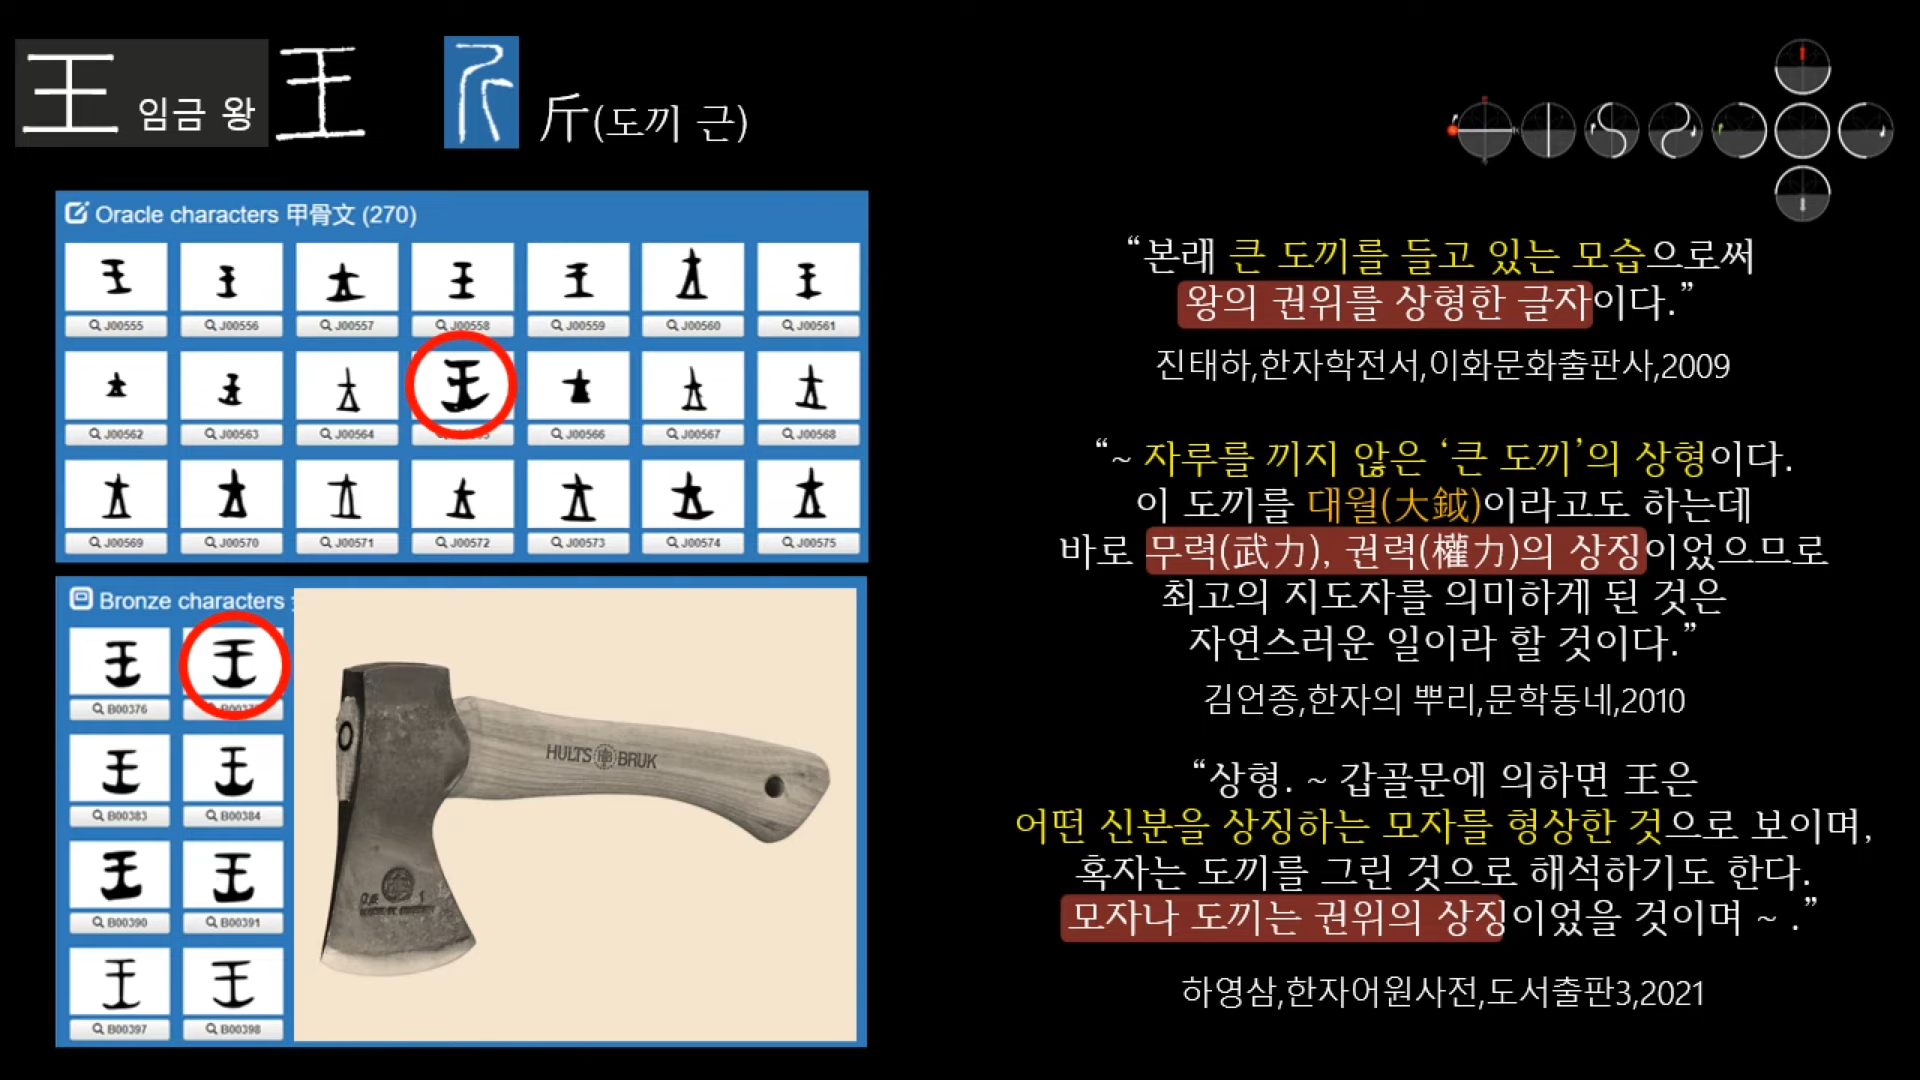 王 임금 왕 王
斤(도끼 근)
Oracle characters 甲骨文 (270)
J00555 J00556 J00557 J00558 J00559 J00560 J00561
J00562 J00563 J00564 J00566 J00567 J00568
J00569 J00570 J00571 J00572 J00573 J00574 J00575
Bronze characters
B00376
B00383 B00384
B00390 B00391
B00397 B00398
HULTS BRUK
“본래 큰 도끼를 들고 있는 모습으로써
왕의 권위를 상형한 글자이다.”
진태하,한자학전서,이화문화출판사,2009
“~ 자루를 끼지 않은 ‘큰 도끼’의 상형이다.
이 도끼를 대월(大鉞)이라고도 하는데
바로 무력(武力), 권력(權力)의 상징이었으므로
최고의 지도자를 의미하게 된 것은
자연스러운 일이라 할 것이다.”
김언종,한자의 뿌리,문학동네,2010
“상형. ~ 갑골문에 의하면 王은
어떤 신분을 상징하는 모자를 형상한 것으로 보이며,
혹자는 도끼를 그린 것으로 해석하기도 한다.
모자나 도끼는 권위의 상징이었을 것이며 ~ .”
하영삼,한자어원사전,도서출판3,2021